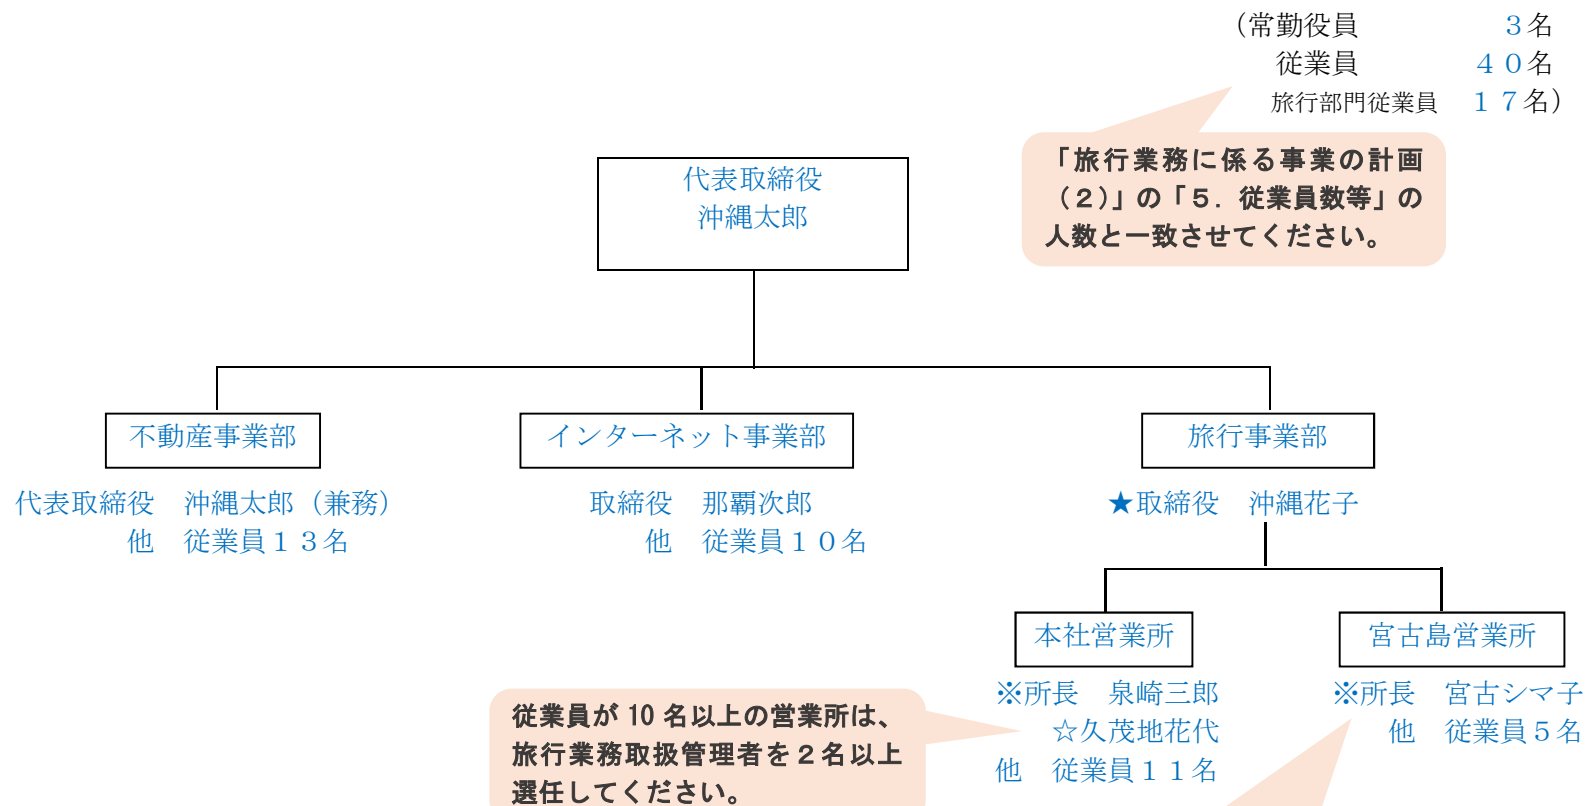 （常勤役員　３名
従業員　４０名
旅行部門従業員　１７名）
「旅行業務に係る事業の計画
（２）」の「５．従業員数等」の
人数と一致させてください。
代表取締役
沖縄太郎
不動産事業部
代表取締役　沖縄太郎（兼務）
他　従業員１３名
インターネット事業部
取締役　那覇次郎
他　従業員１０名
旅行事業部
★取締役　沖縄花子
本社営業所
※所長　泉崎三郎
☆久茂地花代
他　従業員１１名
宮古島営業所
※所長　宮古シマ子
他　従業員５名
従業員が 10 名以上の営業所は、
旅行業務取扱管理者を２名以上
選任してください。